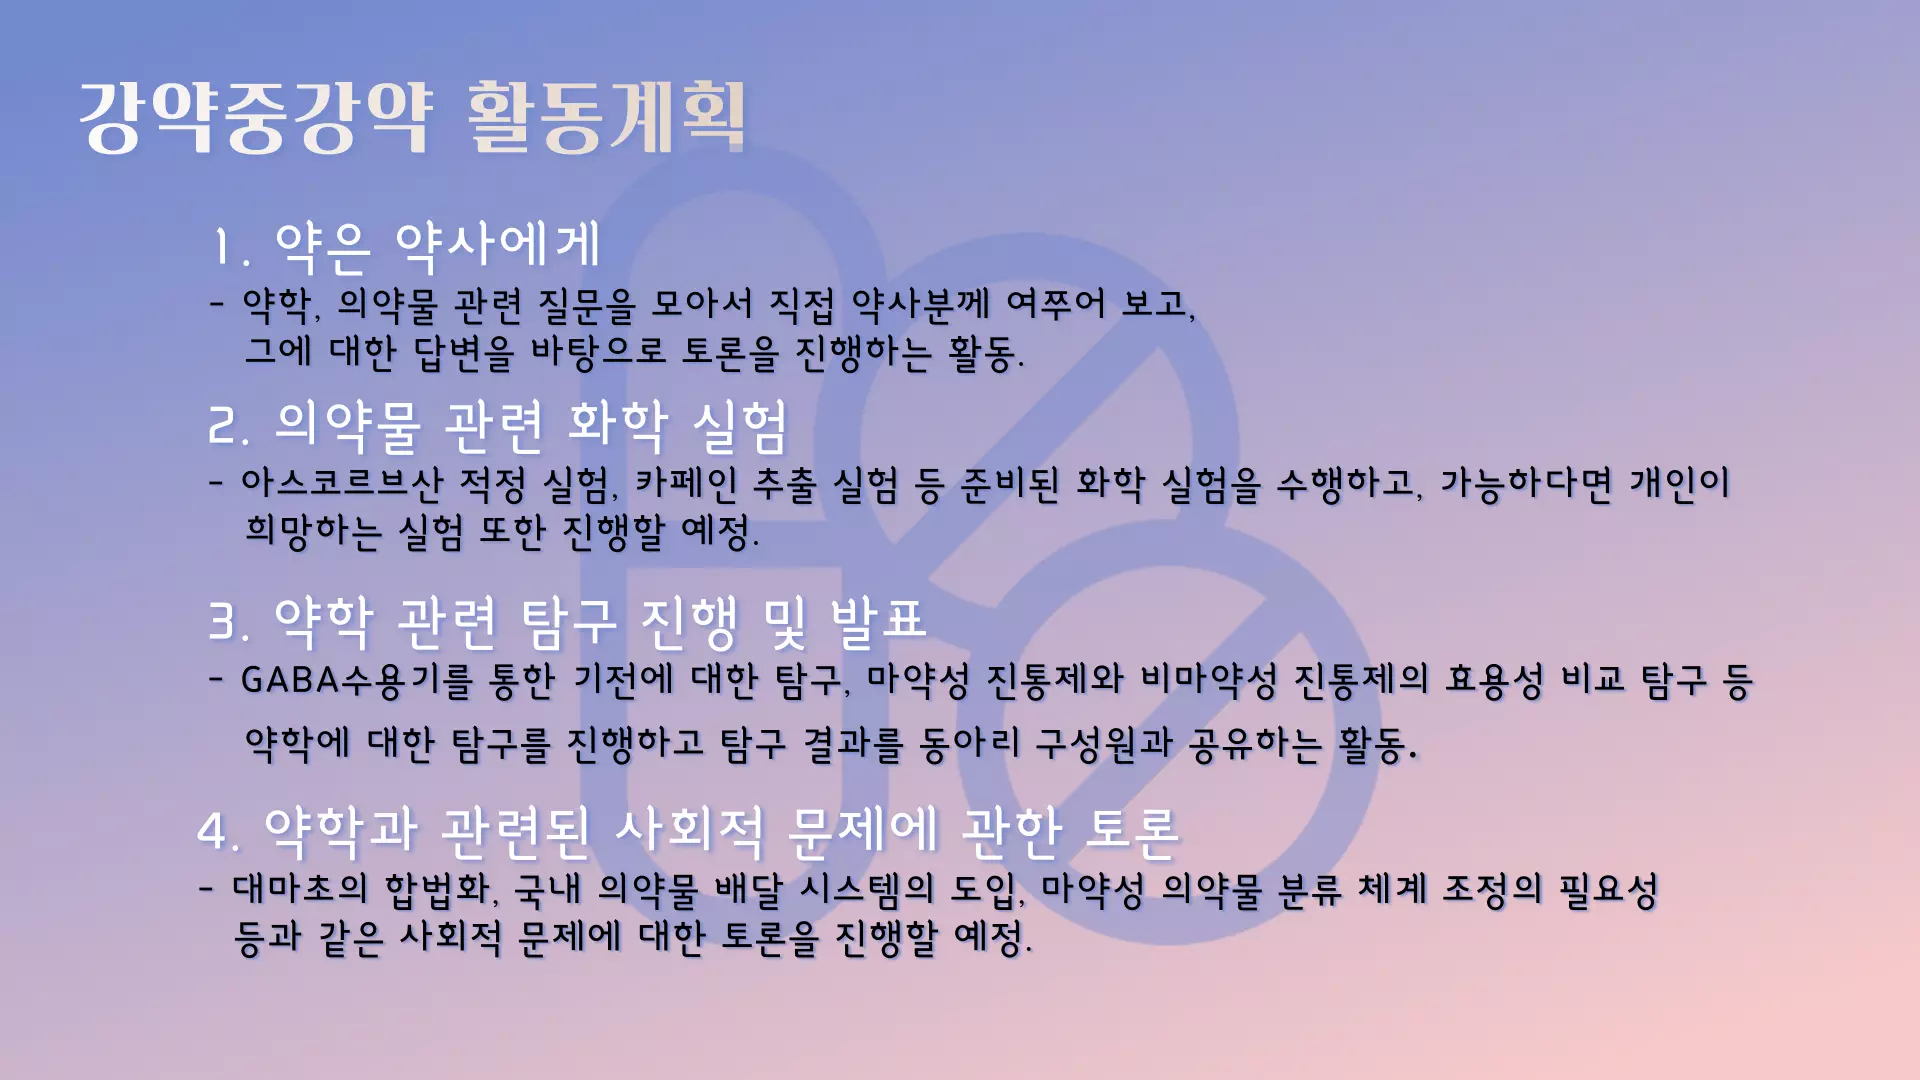 강약중강약 활동계획
1. 약은 약사에게
- 약학, 의약물 관련 질문을 모아서 직접 약사분께 여쭈어 보고,
그에 대한 답변을 바탕으로 토론을 진행하는 활동.
2. 의약물 관련 화학 실험
- 아스코르브산 적정 실험, 카페인 추출 실험 등 준비된 화학 실험을 수행하고, 가능하다면 개인이
희망하는 실험 또한 진행할 예정.
3. 약학 관련 탐구 진행 및 발표
- GABA수용기를 통한 기전에 대한 탐구, 마약성 진통제와 비마약성 진통제의 효용성 비교 탐구 등
약학에 대한 탐구를 진행하고 탐구 결과를 동아리 구성원과 공유하는 활동.
4. 약학과 관련된 사회적 문제에 관한 토론
- 대마초의 합법화, 국내 의약물 배달 시스템의 도입, 마약성 의약물 분류 체계 조정의 필요성
등과 같은 사회적 문제에 대한 토론을 진행할 예정.